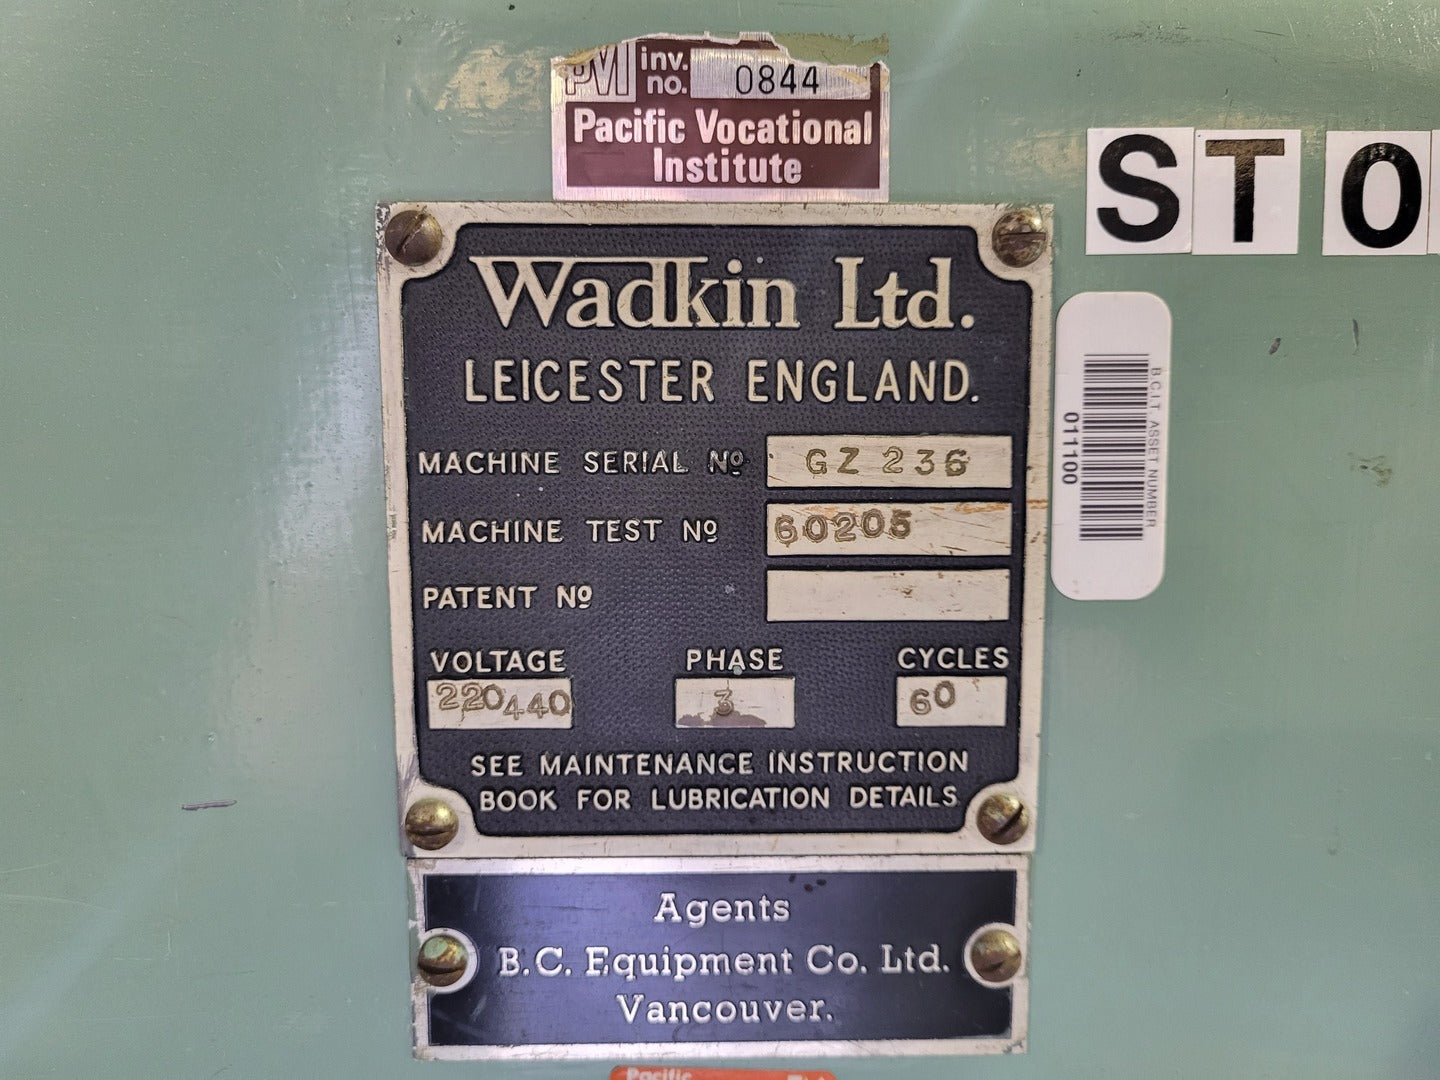 PVI inv. no. 0844
Pacific Vocational
Institute
STO
Wadkin Ltd.
LEICESTER ENGLAND.
MACHINE SERIAL Nº GZ 236
MACHINE TEST Nº 60205
PATENT Nº
VOLTAGE PHASE CYCLES
220 440 3 60
SEE MAINTENANCE INSTRUCTION
BOOK FOR LUBRICATION DETAILS
B.C.I.T. ASSET NUMBER
011100
Agents
B.C. Equipment Co. Ltd.
Vancouver.
Pacific